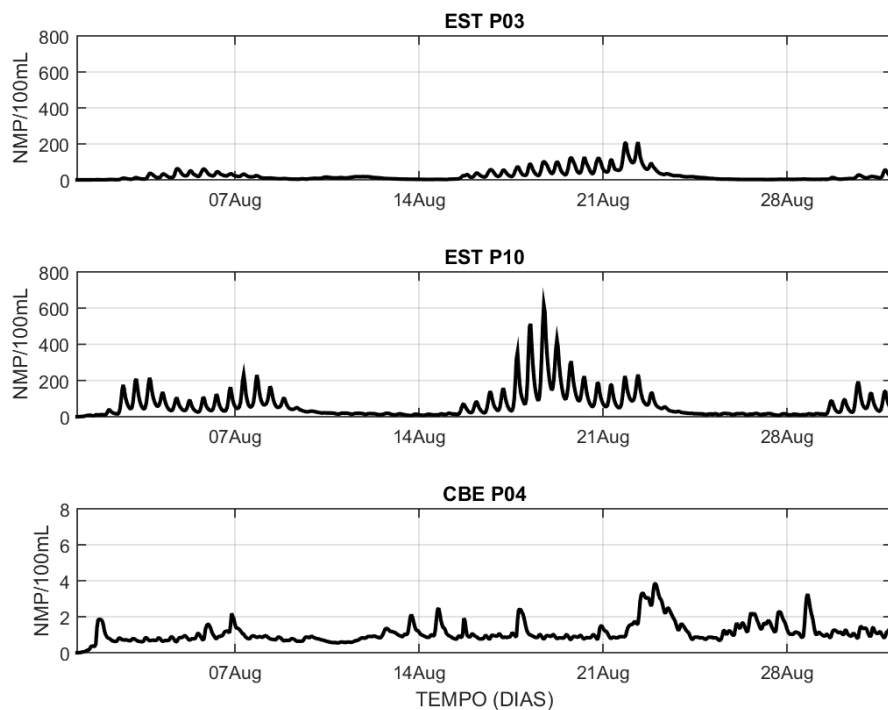 EST P03
800
600
400
200
0
NMP/100mL
07Aug 14Aug 21Aug 28Aug
EST P10
800
600
400
200
0
NMP/100mL
07Aug 14Aug 21Aug 28Aug
CBE P04
8
6
4
2
0
NMP/100mL
07Aug 14Aug 21Aug 28Aug
TEMPO (DIAS)